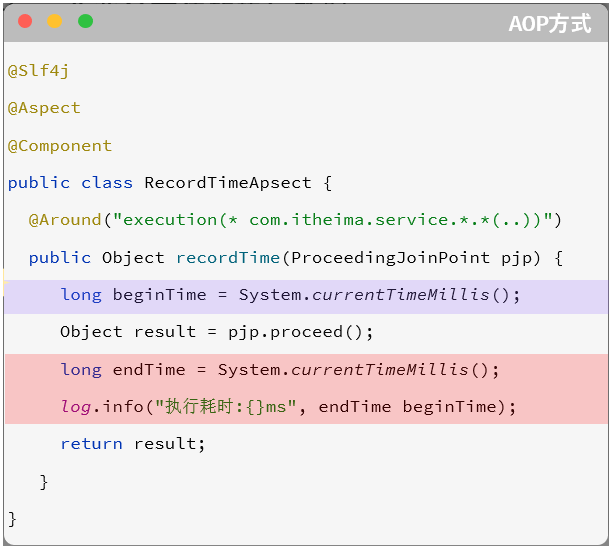 AOP方式
@Slf4j
@Aspect
@Component
public class RecordTimeApsect {
@Around("execution(* com.itheima.service.*.*(..))")
public Object recordTime(ProceedingJoinPoint pjp) {
long beginTime = System.currentTimeMillis();
Object result = pjp.proceed();
long endTime = System.currentTimeMillis();
log.info("执行耗时:{}ms", endTime beginTime);
return result;
}
}